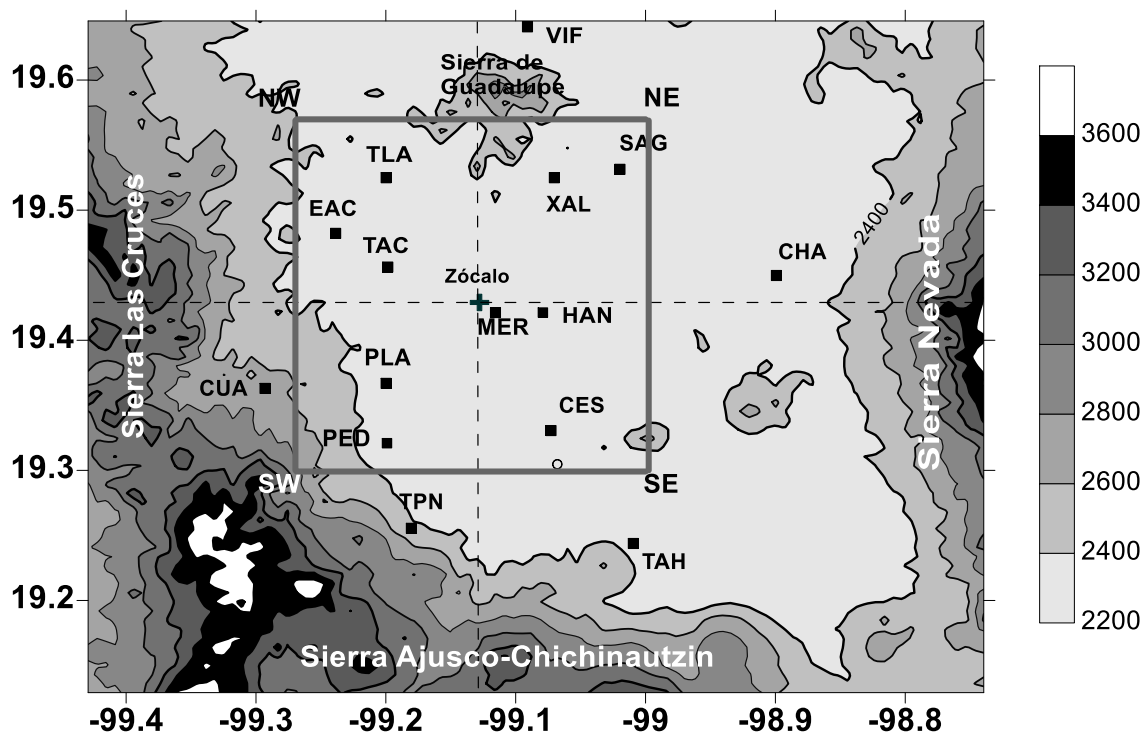 VIF
Sierra de
Guadalupe
19.6
NW
NE
SAG
TLA
XAL
19.5
EAC
TAC
2400
CHA
Zócalo
MER
HAN
19.4
PLA
CUA
CES
PED
19.3
SW
SE
TPN
TAH
19.2
Sierra Las Cruces
Sierra Nevada
Sierra Ajusco-Chichinautzin
-99.4
-99.3
-99.2
-99.1
-99
-98.9
-98.8
3600
3400
3200
3000
2800
2600
2400
2200